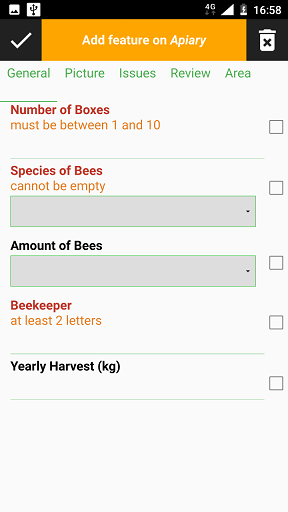 4G 16:58
Add feature on Apiary
General Picture Issues Review Area
Number of Boxes
must be between 1 and 10
Species of Bees
cannot be empty
Amount of Bees
Beekeeper
at least 2 letters
Yearly Harvest (kg)